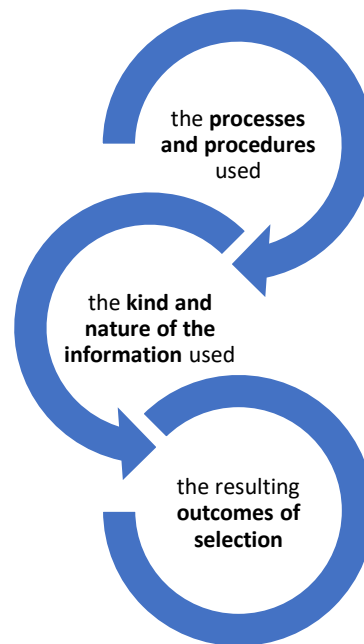 the processes
and procedures
used
the kind and
nature of the
information used
the resulting
outcomes of
selection